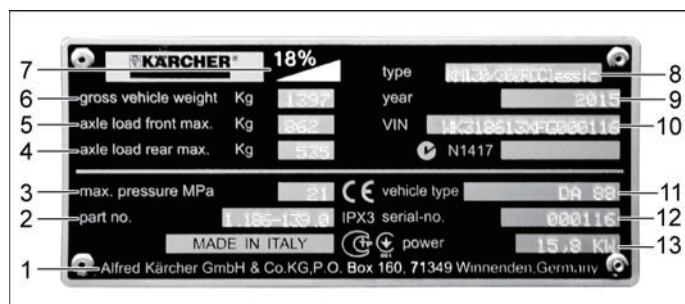 KÄRCHER®
7 18% type 8
6 gross vehicle weight Kg 1397 year 2015 9
5 axle load front max. Kg 862 VIN WK318613XFG000116 10
4 axle load rear max. Kg 535 N1417
3 max. pressure MPa 21 CE vehicle type DA 88 11
2 part no. 1.186-139.0 IPX3 serial-no. 000116 12
MADE IN ITALY power 15,8 KW 13
1 Alfred Kärcher GmbH & Co.KG,P.O. Box 160, 71349 Winnenden,Germany